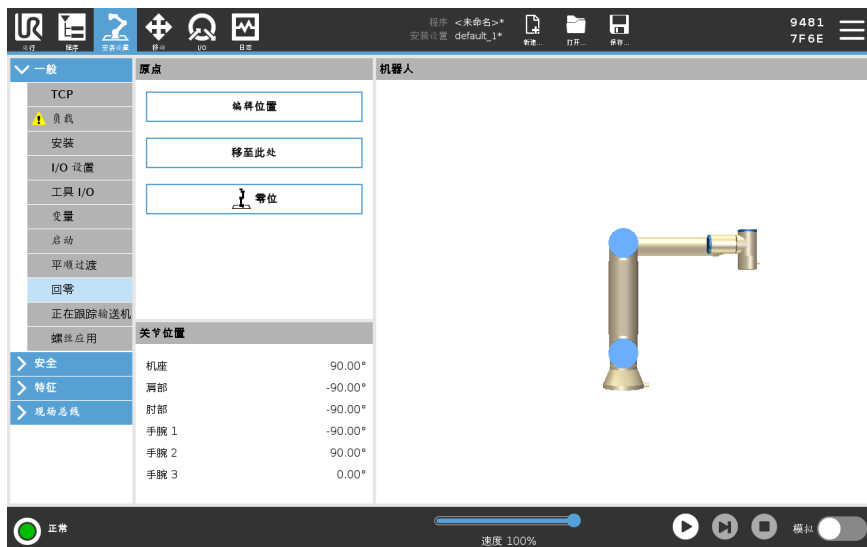 UR
运行
程序
安装设置
移动
I/O
日志
程序 <未命名>*
安装设置 default_1*
新建...
打开...
保存...
9481
7F6E
一般
TCP
负载
安装
I/O 设置
工具 I/O
变量
启动
平顺过渡
回零
正在跟踪输送机
螺丝应用
安全
特征
现场总线
原点
编辑位置
移至此处
零位
关节位置
机座 90.00°
肩部 -90.00°
肘部 -90.00°
手腕 1 -90.00°
手腕 2 90.00°
手腕 3 0.00°
机器人
正常
速度 100%
模拟